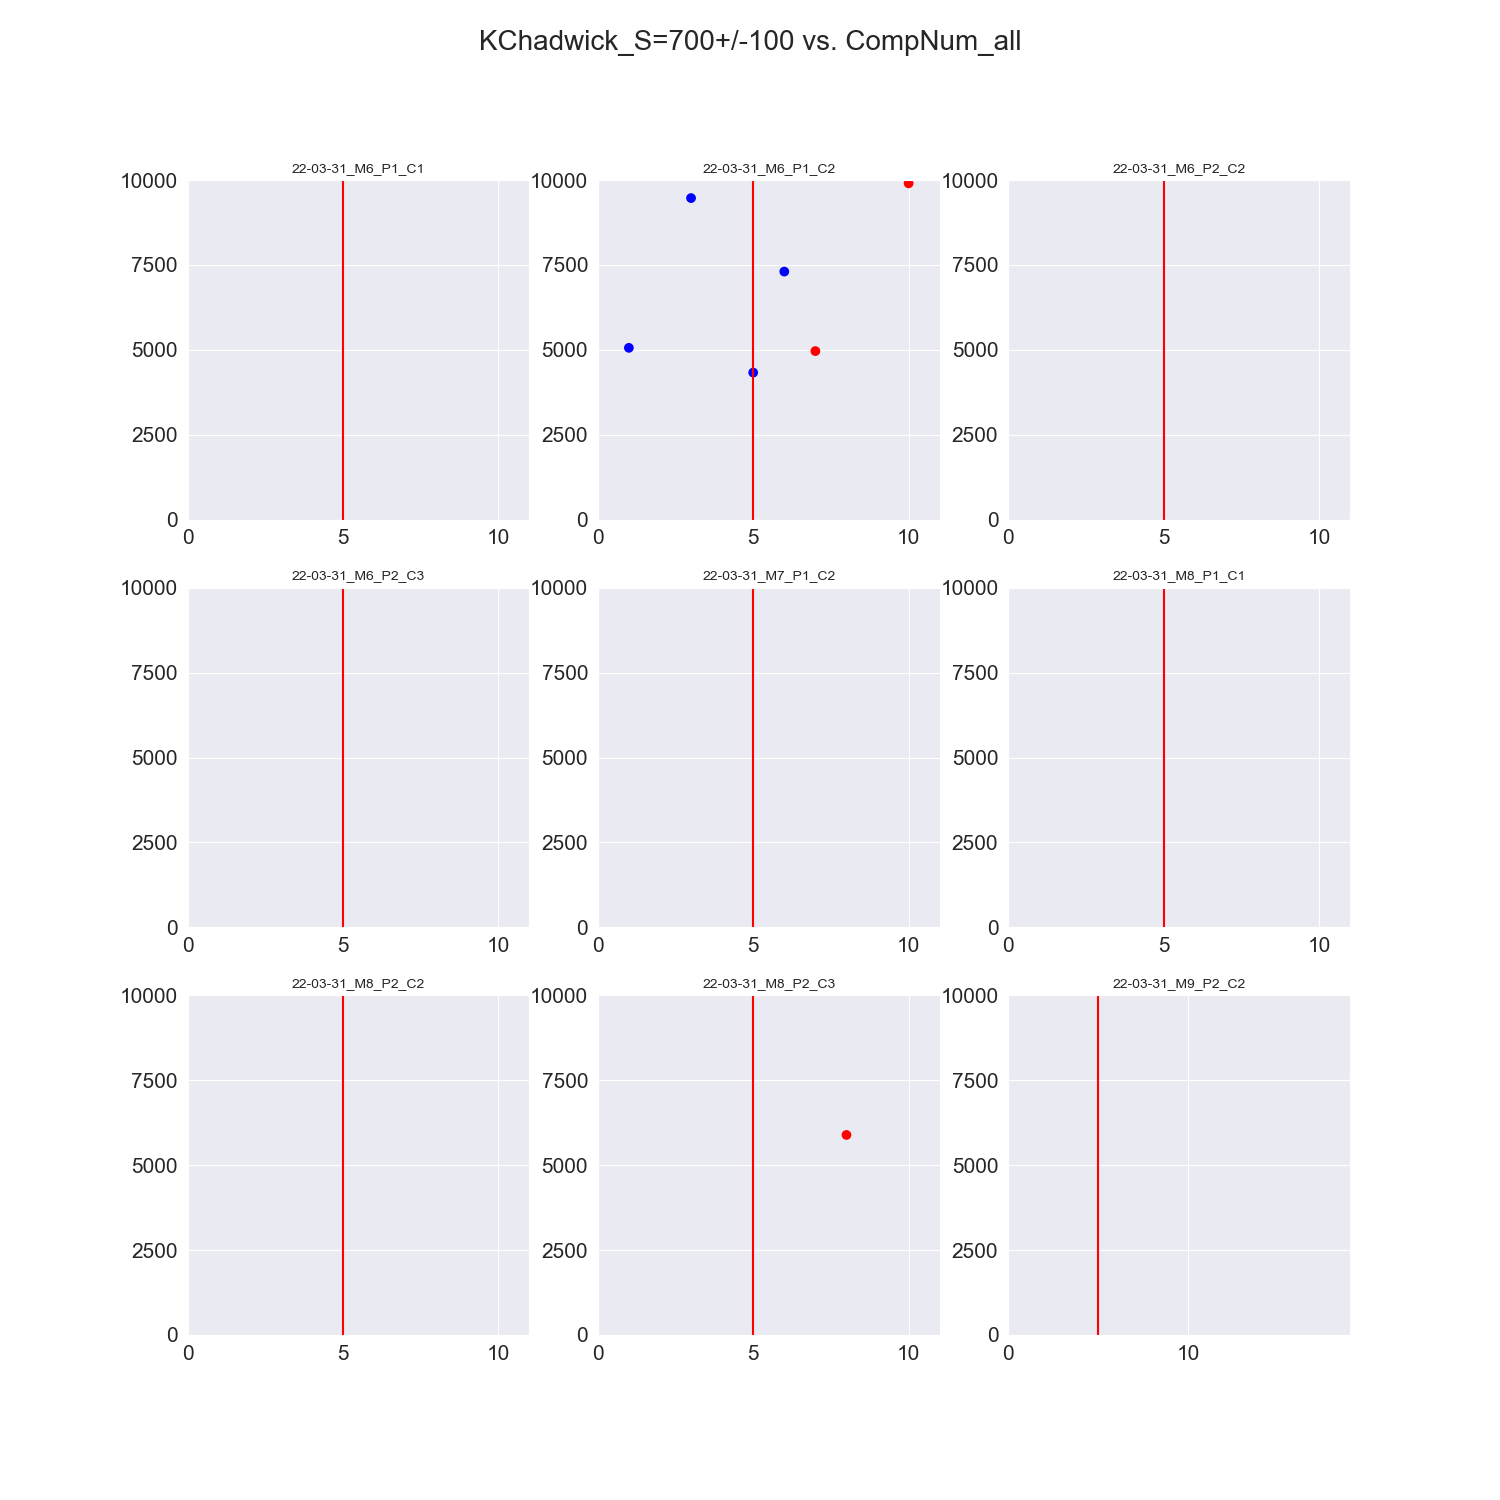 KChadwick_S=700+/-100 vs. CompNum_all
22-03-31_M6_P1_C1
22-03-31_M6_P1_C2
22-03-31_M6_P2_C2
10000
7500
5000
2500
0
0 5 10
10000
7500
5000
2500
0
0 5 10
10000
7500
5000
2500
0
0 5 10
22-03-31_M6_P2_C3
22-03-31_M7_P1_C2
22-03-31_M8_P1_C1
10000
7500
5000
2500
0
0 5 10
10000
7500
5000
2500
0
0 5 10
10000
7500
5000
2500
0
0 5 10
22-03-31_M8_P2_C2
22-03-31_M8_P2_C3
22-03-31_M9_P2_C2
10000
7500
5000
2500
0
0 5 10
10000
7500
5000
2500
0
0 5 10
10000
7500
5000
2500
0
0 10